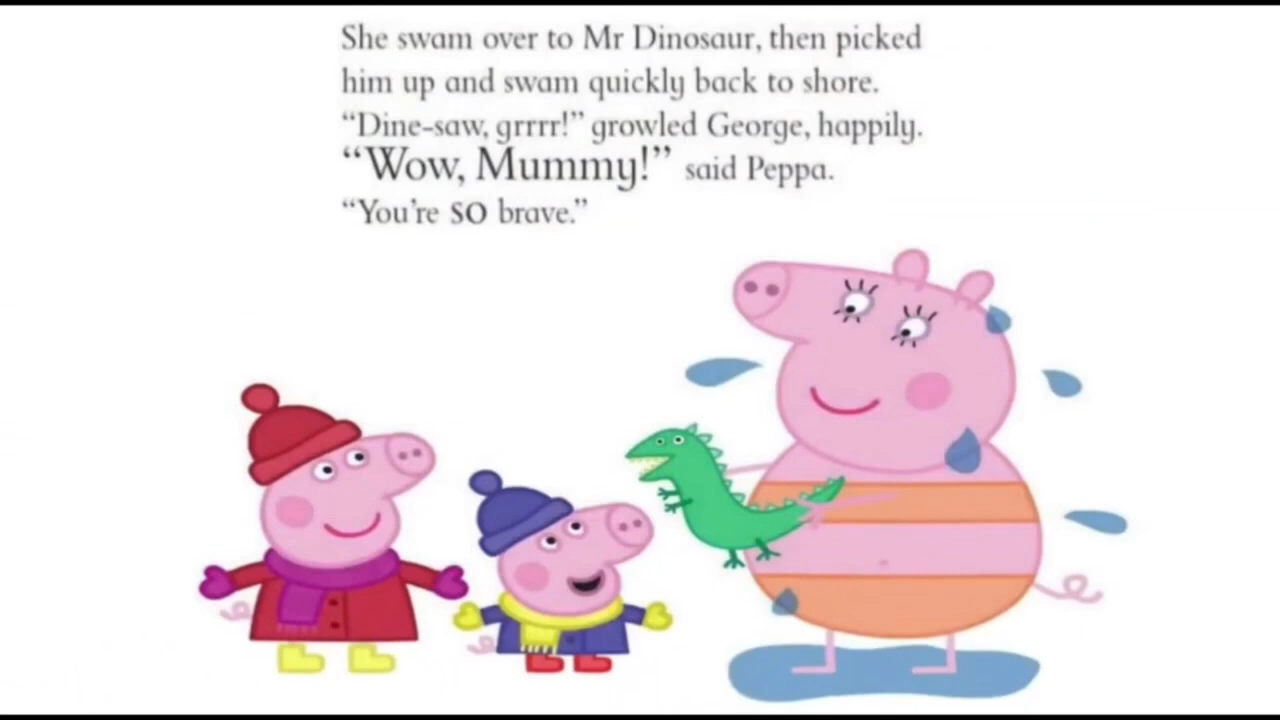 She swam over to Mr Dinosaur, then picked
him up and swam quickly back to shore.
“Dine-saw, grrrr!” growled George, happily.
“Wow, Mummy!” said Peppa.
“You’re SO brave.”